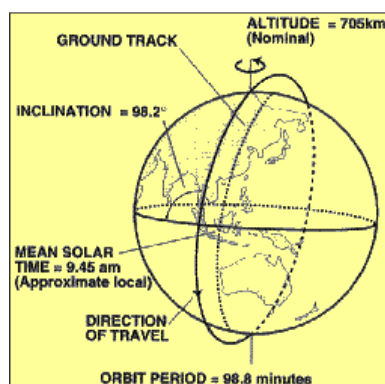 ALTITUDE = 705km
(Nominal)
GROUND TRACK
INCLINATION = 98.2°
MEAN SOLAR
TIME = 9.45 am
(Approximate local)
DIRECTION
OF TRAVEL
ORBIT PERIOD = 98.8 minutes